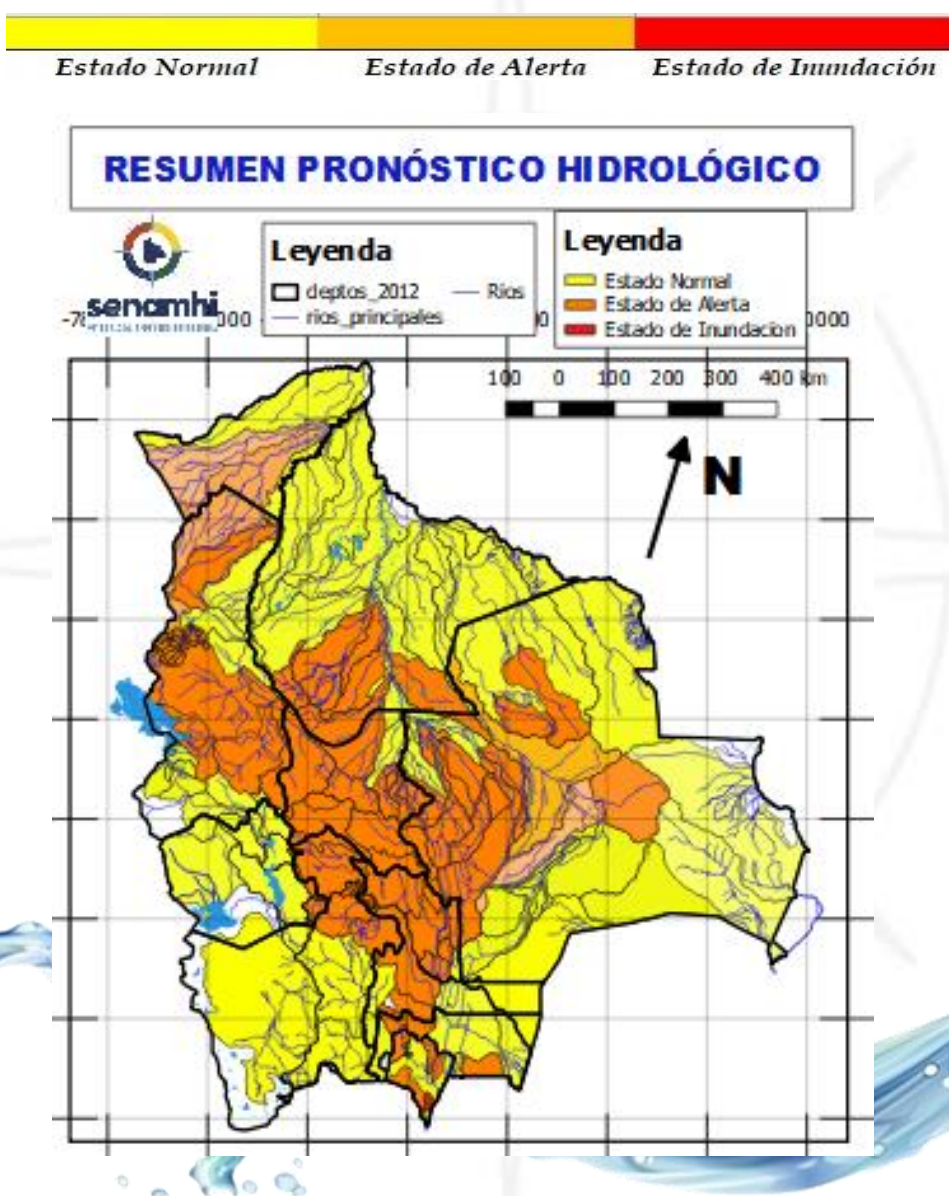 Estado Normal Estado de Alerta Estado de Inundación
RESUMEN PRONÓSTICO HIDROLÓGICO
senamhi
Leyenda
deptos_2012 Rios
rios_principales
Leyenda
Estado Normal
Estado de Alerta
Estado de Inundacion
100 0 100 200 300 400 km
N